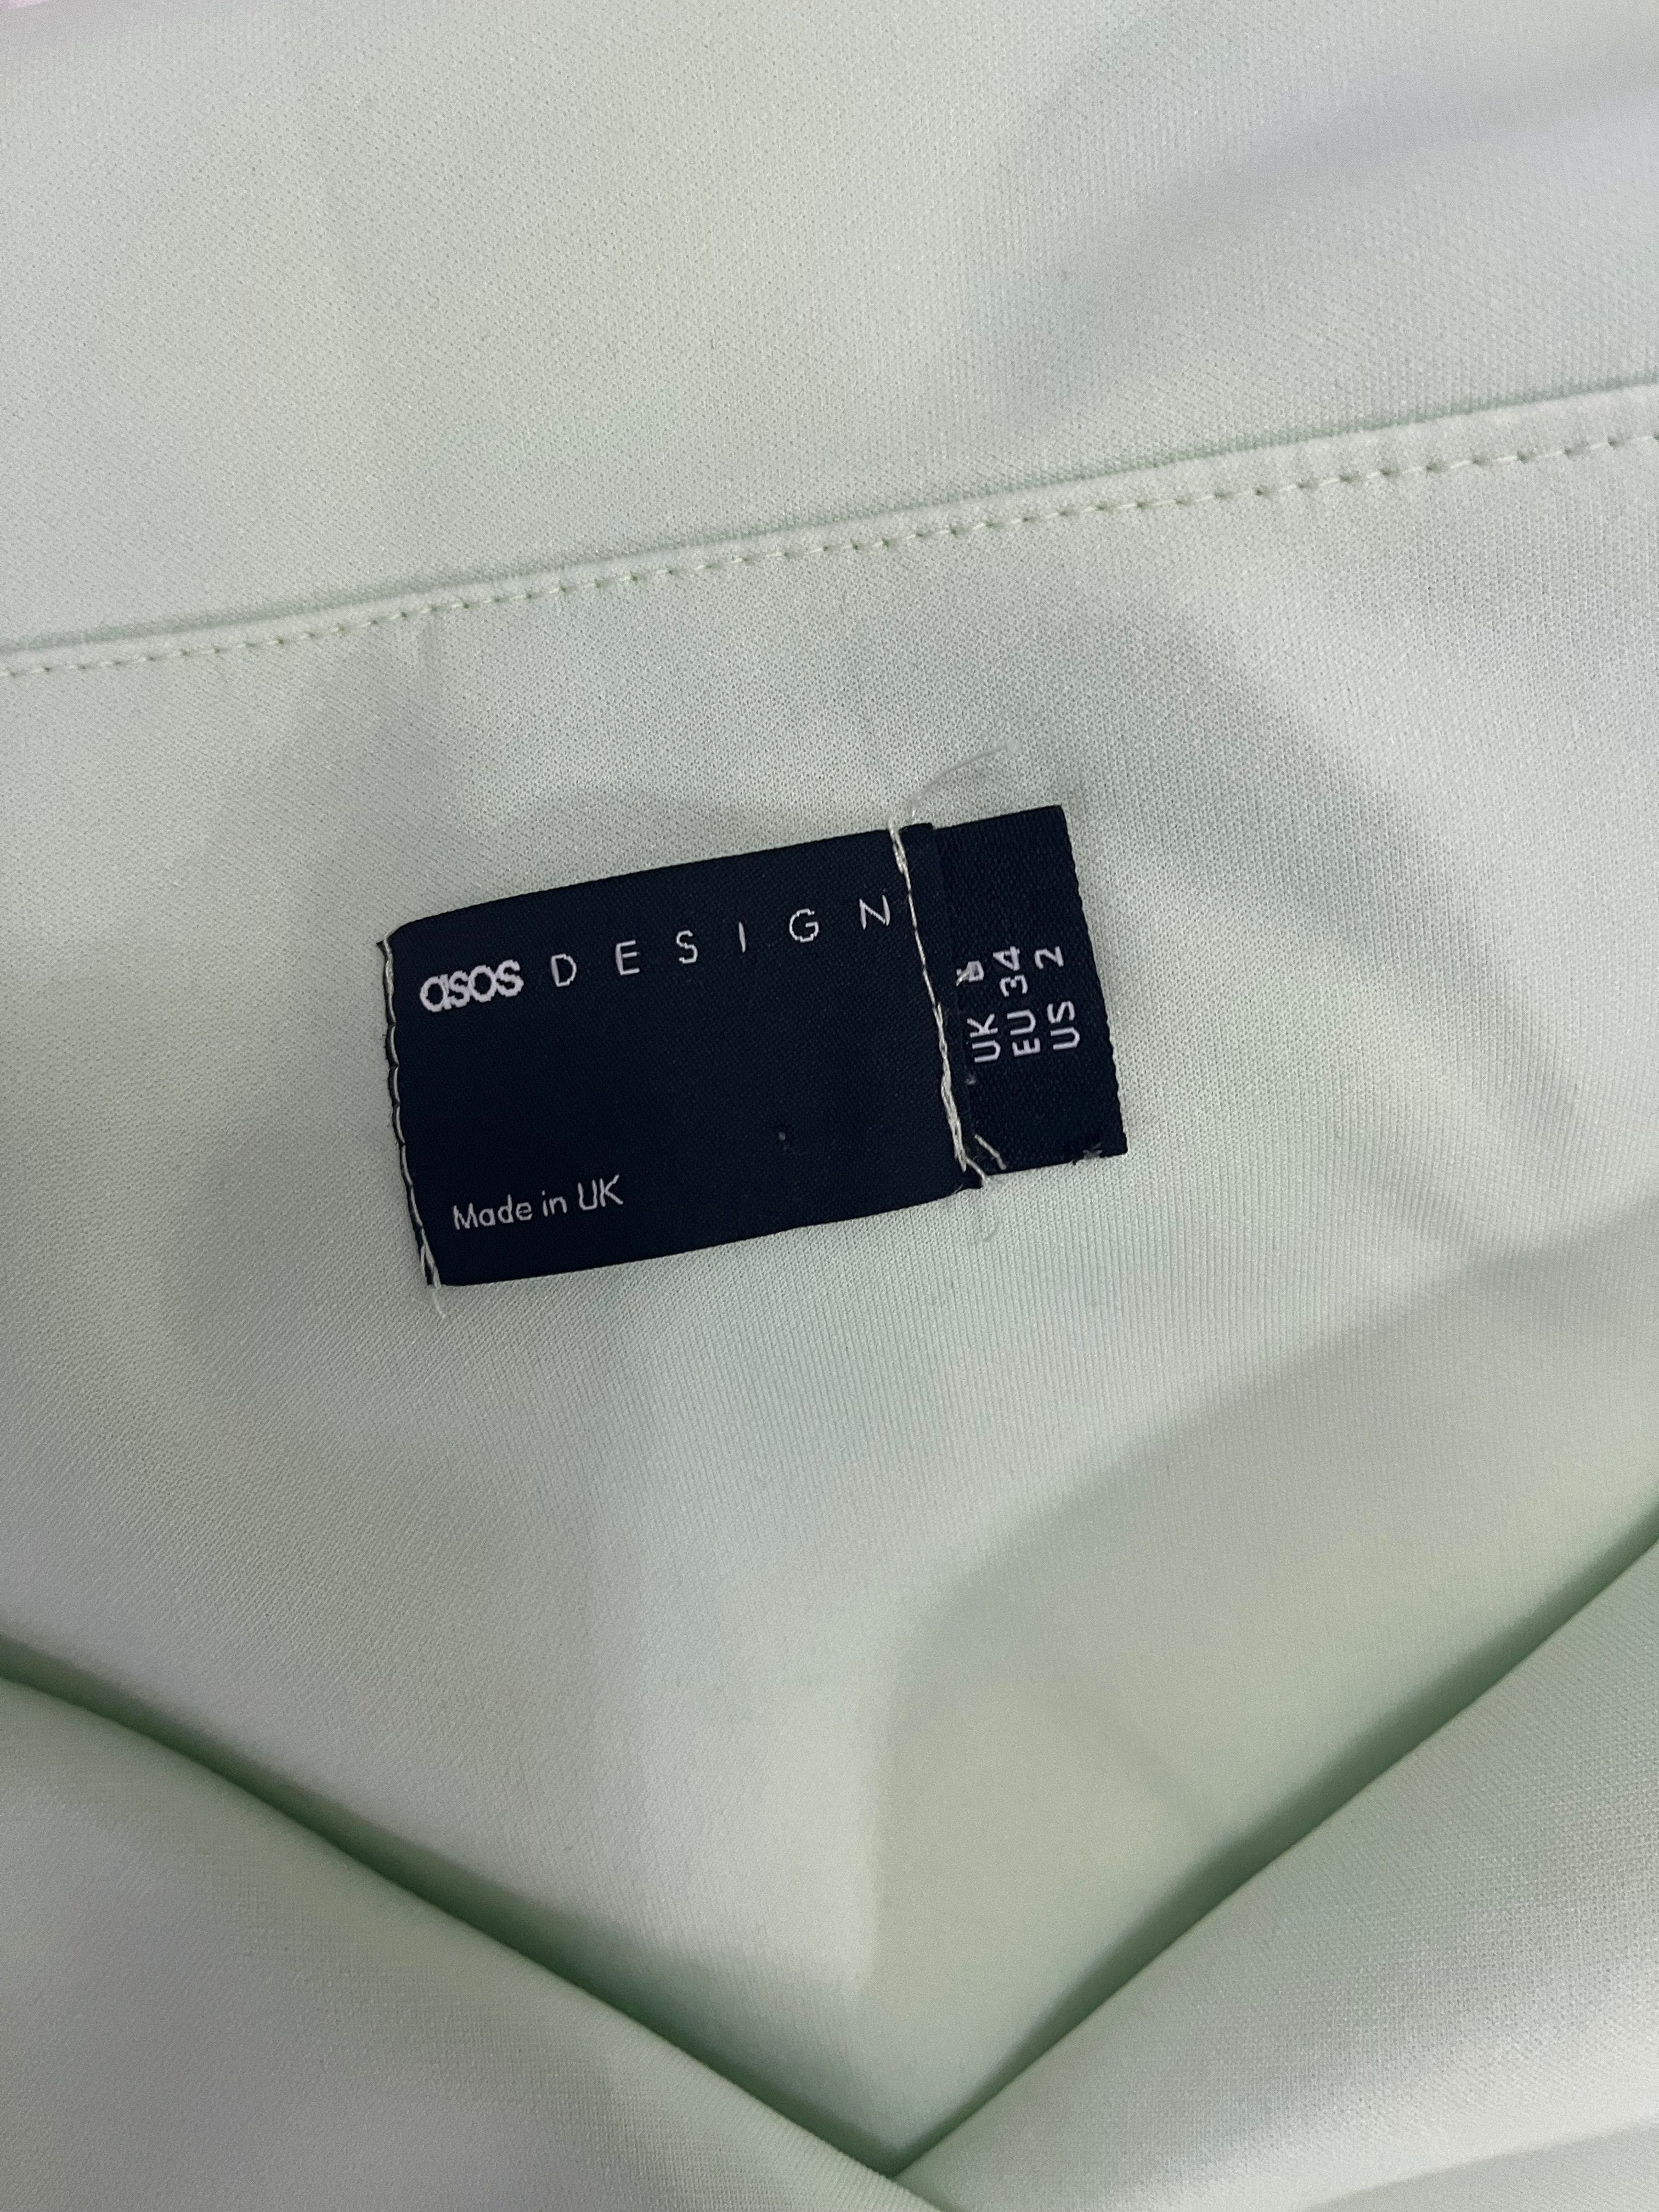 asos DESIGN
Made in UK
UK
EU 34
US 2